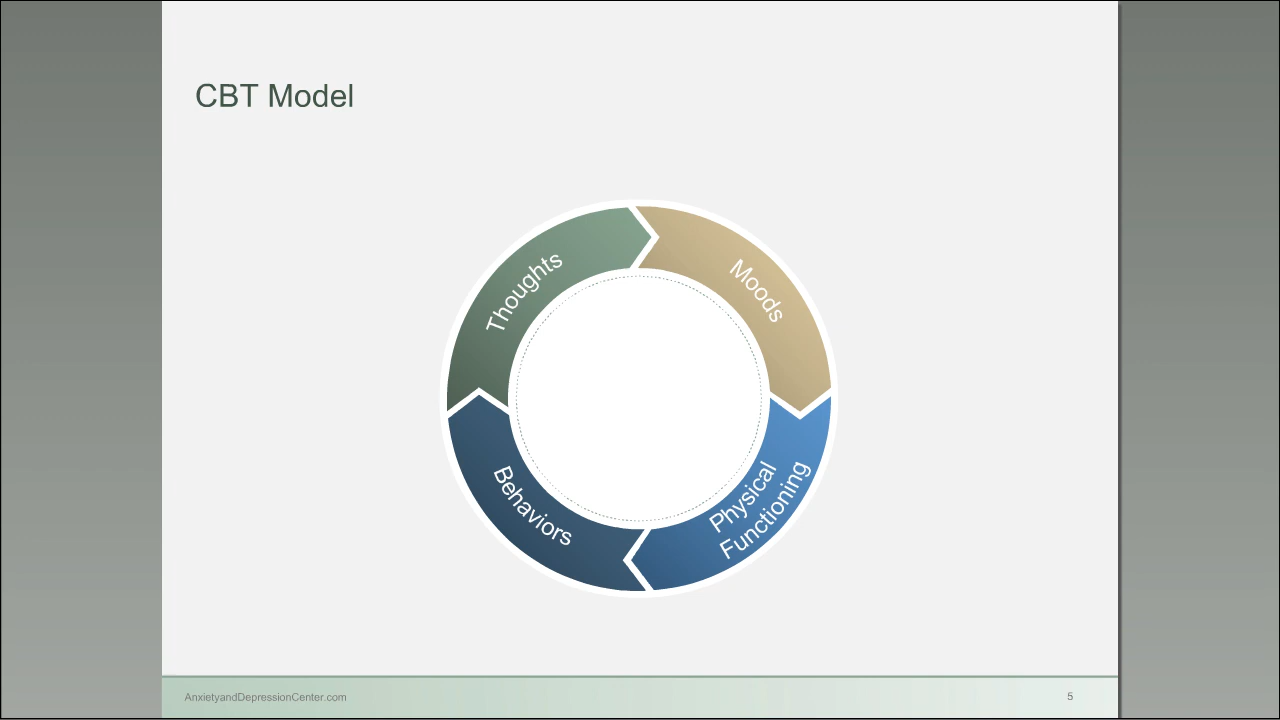 CBT Model
Thoughts
Moods
Physical
Functioning
Behaviors
AnxietyandDepressionCenter.com
5